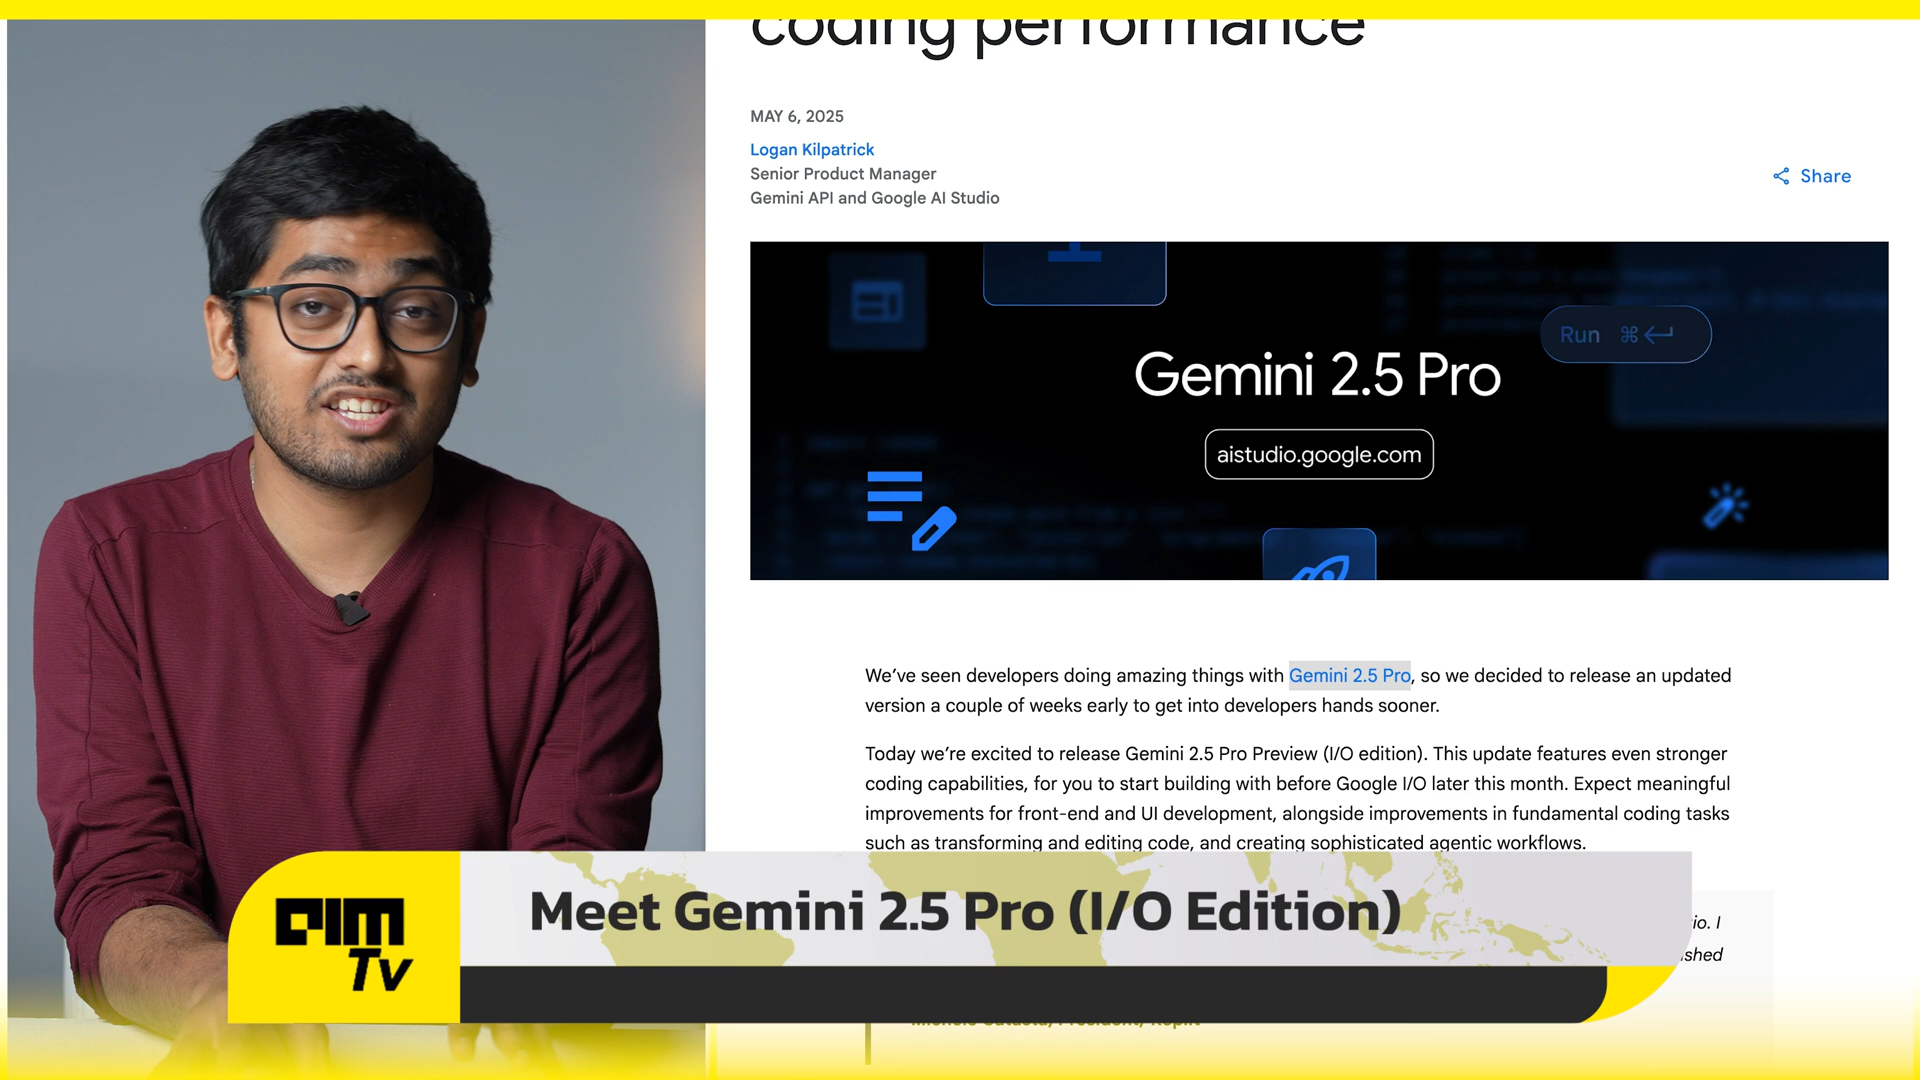 coding performance
MAY 6, 2025
Logan Kilpatrick
Senior Product Manager
Gemini API and Google AI Studio
Share
Run ⌘
Gemini 2.5 Pro
aistudio.google.com
We’ve seen developers doing amazing things with Gemini 2.5 Pro, so we decided to release an updated
version a couple of weeks early to get into developers hands sooner.
Today we’re excited to release Gemini 2.5 Pro Preview (I/O edition). This update features even stronger
coding capabilities, for you to start building with before Google I/O later this month. Expect meaningful
improvements for front-end and UI development, alongside improvements in fundamental coding tasks
such as transforming and editing code, and creating sophisticated agentic workflows.
Meet Gemini 2.5 Pro (I/O Edition)
AIM
TV